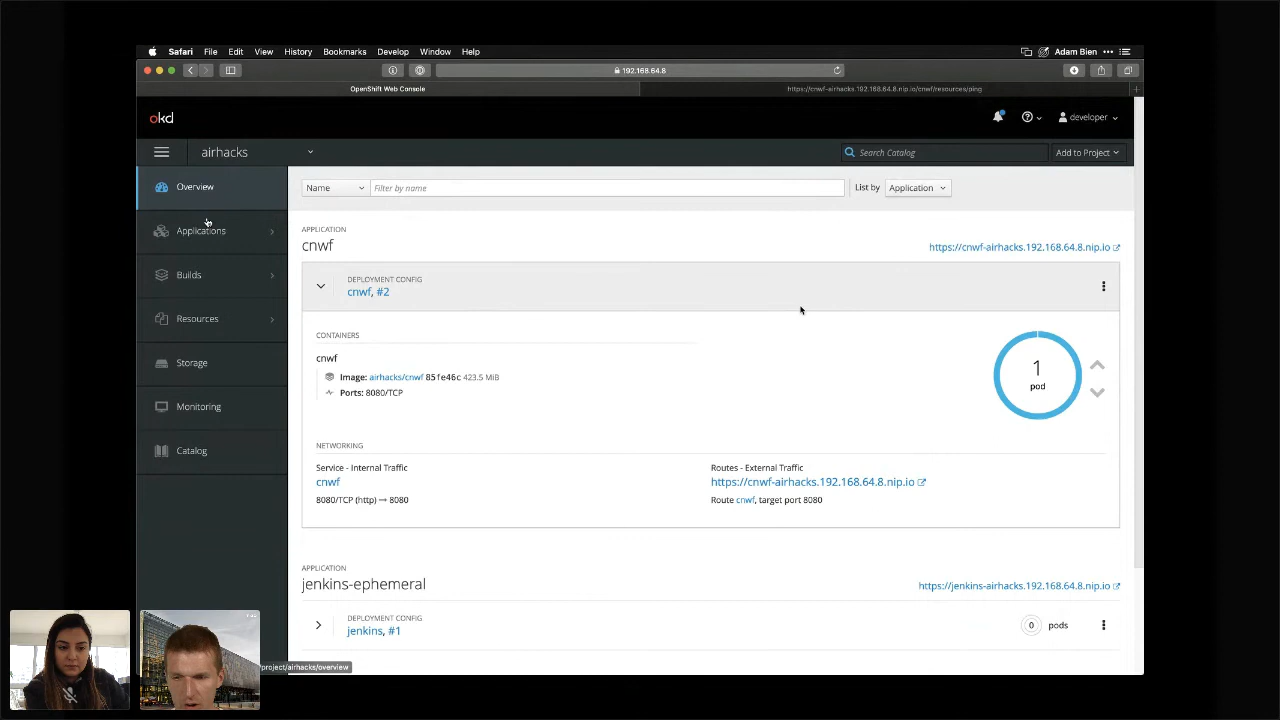 Safari File Edit View History Bookmarks Develop Window Help Adam Bien
192.168.64.8
OpenShift Web Console https://cnwf-airhacks.192.168.64.8.nip.io/cnwf/resources/ping
okd developer
airhacks Search Catalog Add to Project
Overview
Applications
Builds
Resources
Storage
Monitoring
Catalog
Name Filter by name List by Application
APPLICATION
cnwf https://cnwf-airhacks.192.168.64.8.nip.io
DEPLOYMENT CONFIG
cnwf, #2
CONTAINERS
cnwf
Image: airhacks/cnwf 85fe46c 423.5 MiB
Ports: 8080/TCP
1
pod
NETWORKING
Service - Internal Traffic
cnwf
8080/TCP (http) → 8080
Routes - External Traffic
https://cnwf-airhacks.192.168.64.8.nip.io
Route cnwf, target port 8080
APPLICATION
jenkins-ephemeral https://jenkins-airhacks.192.168.64.8.nip.io
DEPLOYMENT CONFIG
jenkins, #1
0 pods
/project/airhacks/overview